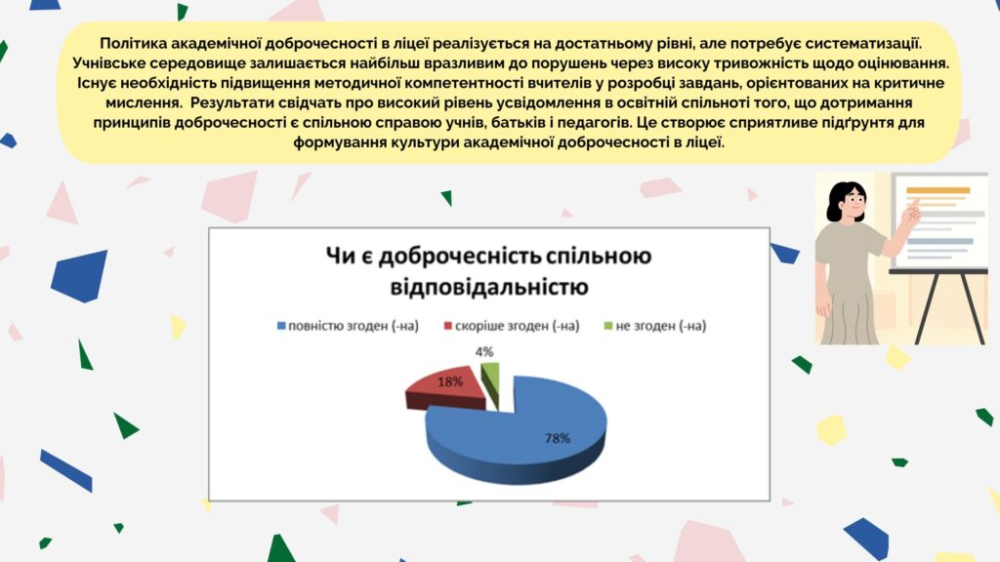 Політика академічної доброчесності в ліцеї реалізується на достатньому рівні, але потребує систематизації.
Учнівське середовище залишається найбільш вразливим до порушень через високу тривожність щодо оцінювання.
Існує необхідність підвищення методичної компетентності вчителів у розробці завдань, орієнтованих на критичне
мислення. Результати свідчать про високий рівень усвідомлення в освітній спільноті того, що дотримання
принципів доброчесності є спільною справою учнів, батьків і педагогів. Це створює сприятливе підґрунтя для
формування культури академічної доброчесності в ліцеї.
Чи є доброчесність спільною
відповідальністю
повністю згоден (-на) скоріше згоден (-на) не згоден (-на)
4%
18%
78%